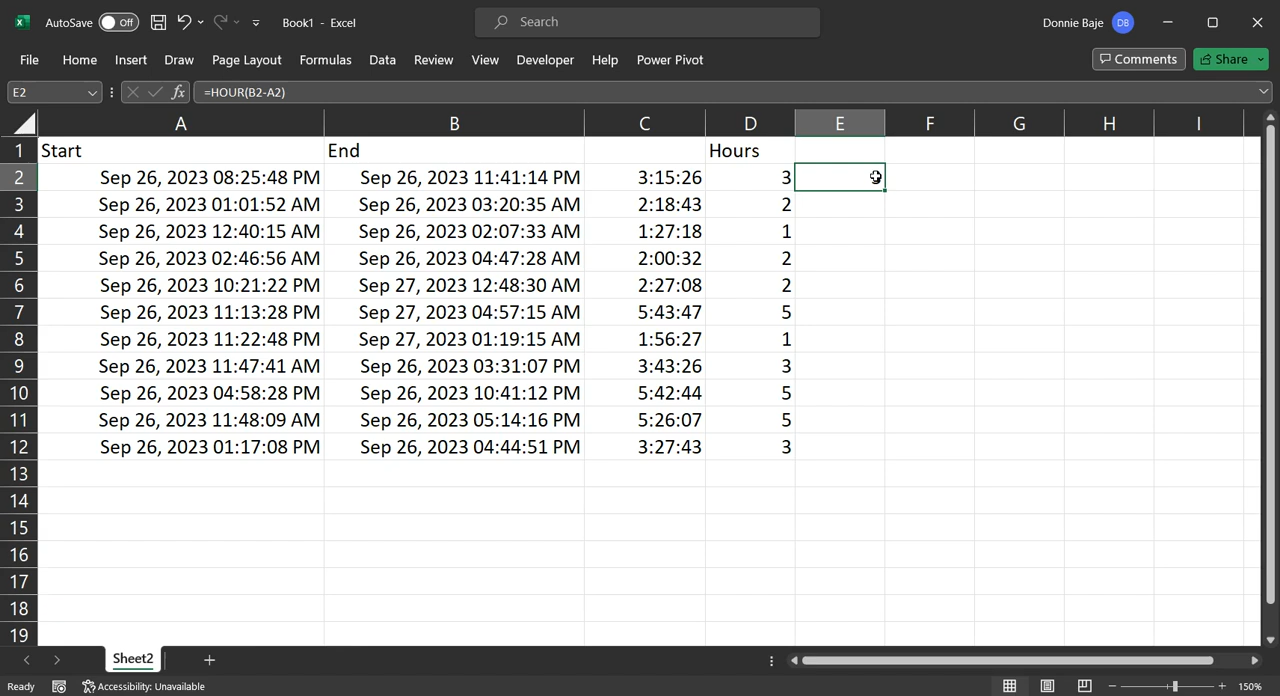 AutoSave Off Book1 - Excel Search Donnie Baje DB
File Home Insert Draw Page Layout Formulas Data Review View Developer Help Power Pivot Comments Share
E2 fx =HOUR(B2-A2)
A B C D E F G H I
1 Start End Hours
2 Sep 26, 2023 08:25:48 PM Sep 26, 2023 11:41:14 PM 3:15:26 3
3 Sep 26, 2023 01:01:52 AM Sep 26, 2023 03:20:35 AM 2:18:43 2
4 Sep 26, 2023 12:40:15 AM Sep 26, 2023 02:07:33 AM 1:27:18 1
5 Sep 26, 2023 02:46:56 AM Sep 26, 2023 04:47:28 AM 2:00:32 2
6 Sep 26, 2023 10:21:22 PM Sep 27, 2023 12:48:30 AM 2:27:08 2
7 Sep 26, 2023 11:13:28 PM Sep 27, 2023 04:57:15 AM 5:43:47 5
8 Sep 26, 2023 11:22:48 PM Sep 27, 2023 01:19:15 AM 1:56:27 1
9 Sep 26, 2023 11:47:41 AM Sep 26, 2023 03:31:07 PM 3:43:26 3
10 Sep 26, 2023 04:58:28 PM Sep 26, 2023 10:41:12 PM 5:42:44 5
11 Sep 26, 2023 11:48:09 AM Sep 26, 2023 05:14:16 PM 5:26:07 5
12 Sep 26, 2023 01:17:08 PM Sep 26, 2023 04:44:51 PM 3:27:43 3
13
14
15
16
17
18
19
Sheet2
Ready Accessibility: Unavailable 150%